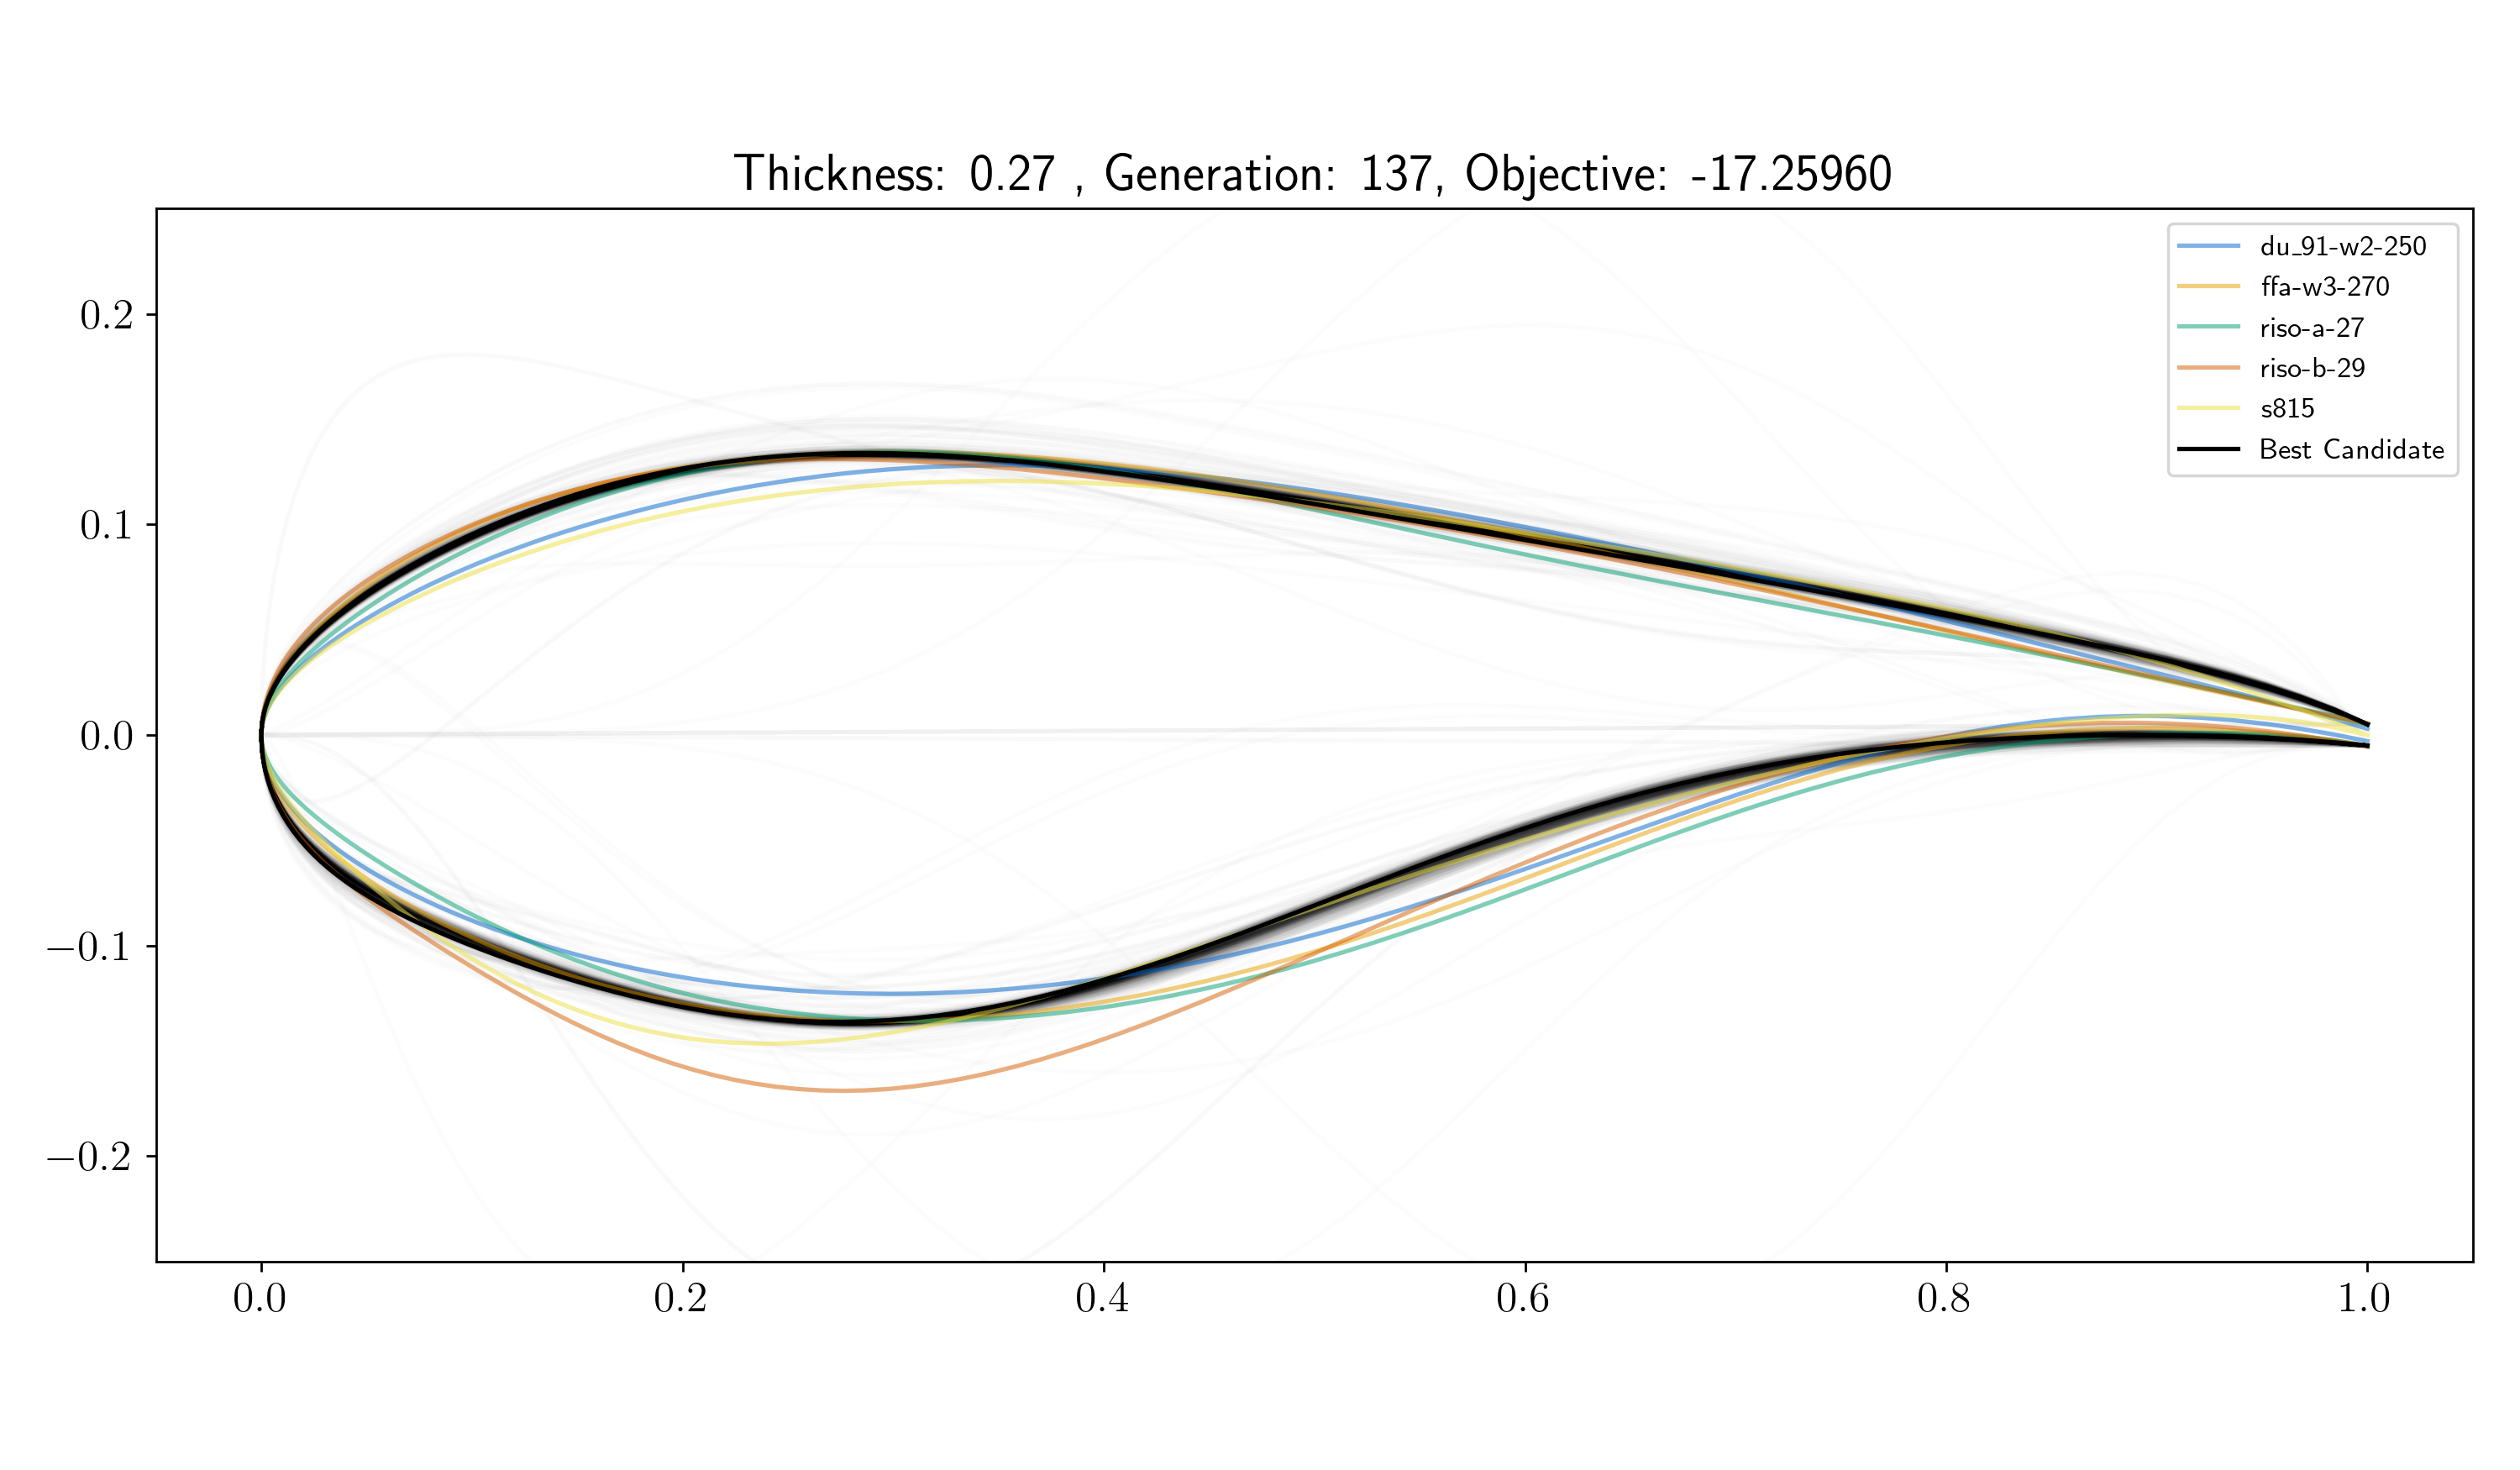 Thickness: 0.27 , Generation: 137, Objective: -17.25960
du_91-w2-250
ffa-w3-270
riso-a-27
riso-b-29
s815
Best Candidate
0.2
0.1
0.0
−0.1
−0.2
0.0 0.2 0.4 0.6 0.8 1.0